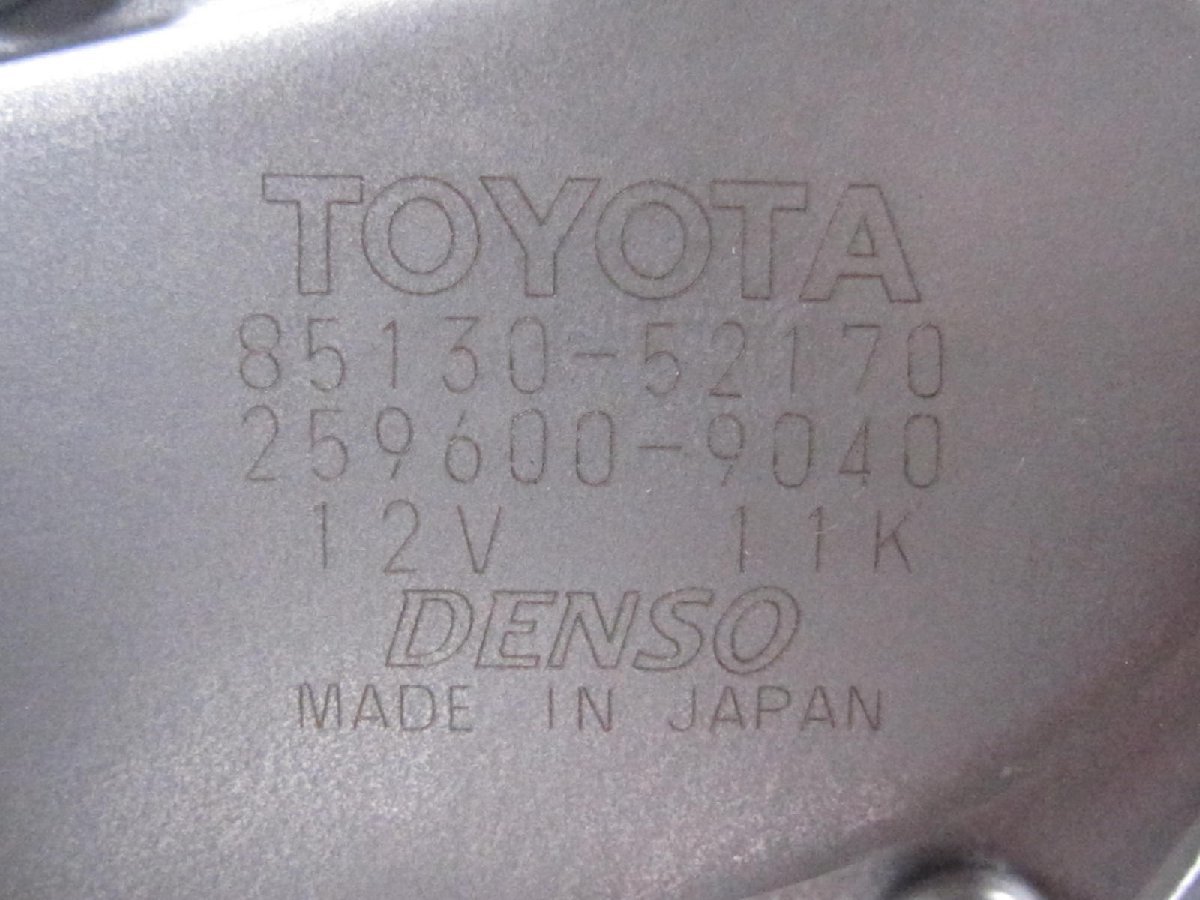 TOYOTA
85130-52170
259600-9040
12V 11K
DENSO
MADE IN JAPAN